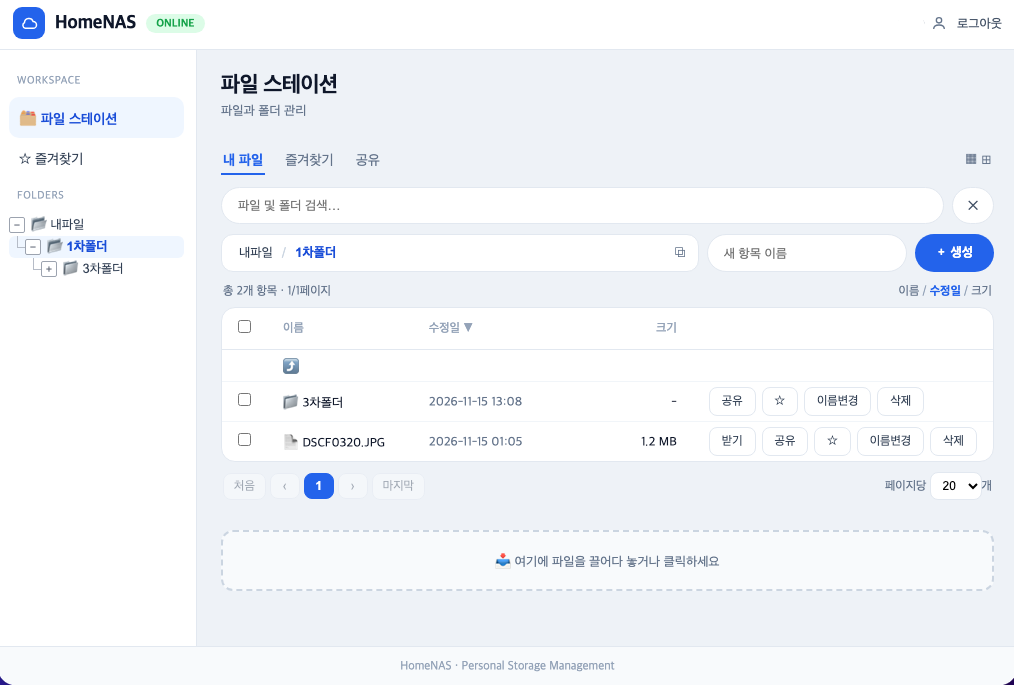 HomeNAS ONLINE 로그아웃
WORKSPACE
파일 스테이션
☆ 즐겨찾기
FOLDERS
내파일
1차폴더
3차폴더
파일 스테이션
파일과 폴더 관리
내 파일 즐겨찾기 공유
파일 및 폴더 검색...
내파일 / 1차폴더 새 항목 이름 + 생성
총 2개 항목 · 1/1페이지 이름 / 수정일 / 크기
이름 수정일 ▼ 크기
3차폴더 2026-11-15 13:08 - 공유 ☆ 이름변경 삭제
DSCF0320.JPG 2026-11-15 01:05 1.2 MB 받기 공유 ☆ 이름변경 삭제
처음 ‹ 1 › 마지막 페이지당 20 개
여기에 파일을 끌어다 놓거나 클릭하세요
HomeNAS · Personal Storage Management